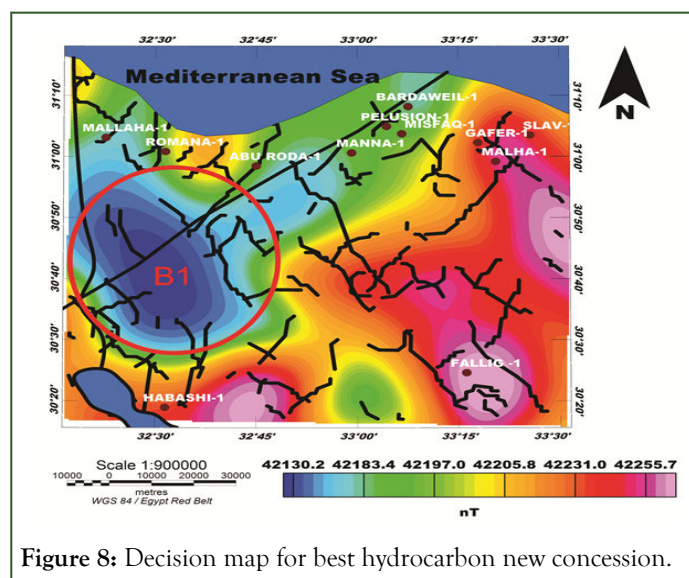 32°30' 32°45' 33°00' 33°15' 33°30'
Mediterranean Sea
N
31°10' 31°10'
BARDAWEIL-1
PELUSION-1
MISFAQ-1 SLAV-
MALLAHA-1 GAFER-1
ROMANA-1 MANNA-1 MALHA-1
31°00' 31°00'
ABU RODA-1
30°50' 30°50'
B1
30°40' 30°40'
30°30' 30°30'
FALLIG -1
HABASHI-1
30°20' 30°20'
32°30' 32°45' 33°00' 33°15' 33°30'
Scale 1:900000
10000 0 10000 20000 30000
metres
WGS 84 / Egypt Red Belt
42130.2 42183.4 42197.0 42205.8 42231.0 42255.7
nT
Figure 8: Decision map for best hydrocarbon new concession.